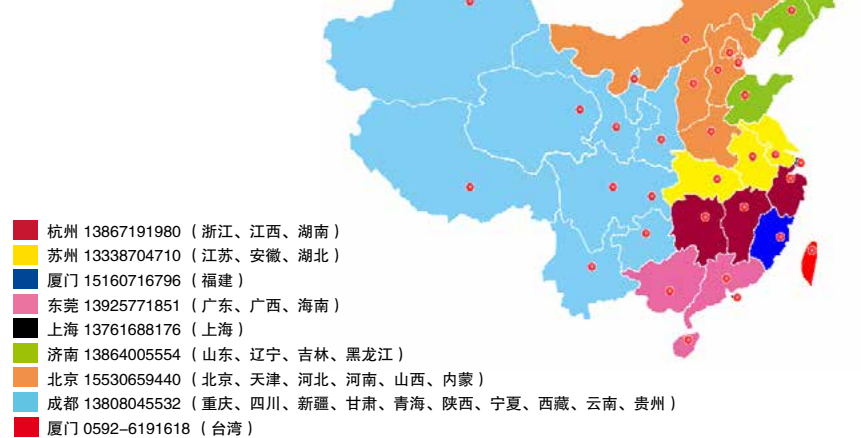 杭州 13867191980 （ 浙江、江西、湖南 ）
苏州 13338704710 （ 江苏、安徽、湖北 ）
厦门 15160716796 （ 福建 ）
东莞 13925771851 （ 广东、广西、海南 ）
上海 13761688176 （ 上海 ）
济南 13864005554 （ 山东、辽宁、吉林、黑龙江 ）
北京 15530659440 （ 北京、天津、河北、河南、山西、内蒙 ）
成都 13808045532 （ 重庆、四川、新疆、甘肃、青海、陕西、宁夏、西藏、云南、贵州 ）
厦门 0592–6191618 （ 台湾 ）